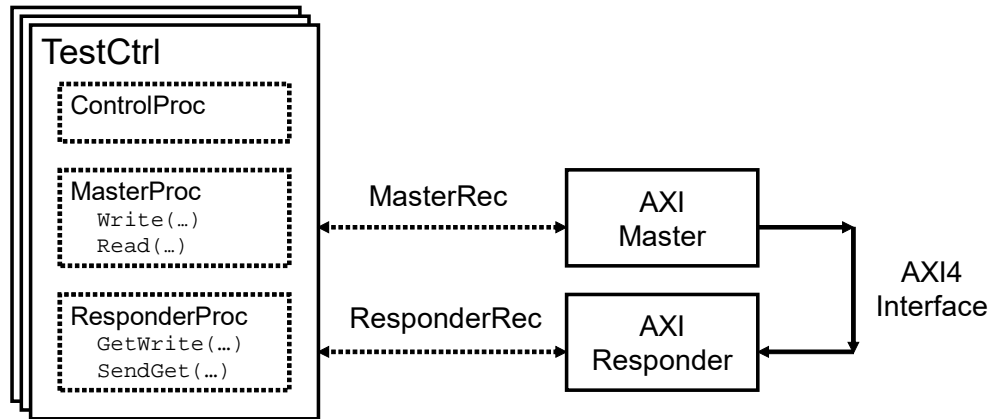 TestCtrl
ControlProc
MasterProc
Write(…)
Read(…)
ResponderProc
GetWrite(…)
SendGet(…)
MasterRec
ResponderRec
AXI
Master
AXI
Responder
AXI4
Interface